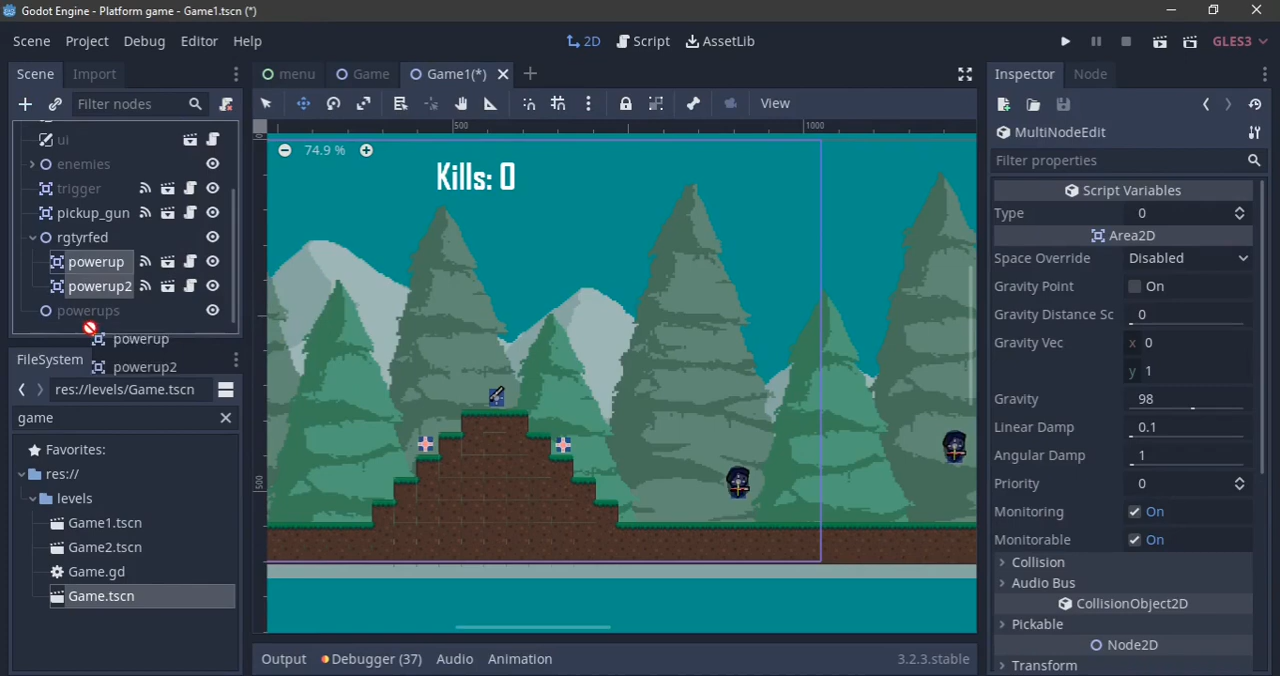 Godot Engine - Platform game - Game1.tscn (*)
Scene Project Debug Editor Help
2D Script AssetLib
GLES3
Scene Import
menu Game Game1(*)
Inspector Node
Filter nodes
View
ui
enemies
trigger
pickup_gun
rgtyrfed
powerup
powerup2
powerups
powerup
powerup2
FileSystem
res://levels/Game.tscn
game
Favorites:
res://
levels
Game1.tscn
Game2.tscn
Game.gd
Game.tscn
500
1000
500
74.9 %
Kills: 0
Output Debugger (37) Audio Animation 3.2.3.stable
MultiNodeEdit
Filter properties
Script Variables
Type 0
Area2D
Space Override Disabled
Gravity Point On
Gravity Distance Sc 0
Gravity Vec x 0
y 1
Gravity 98
Linear Damp 0.1
Angular Damp 1
Priority 0
Monitoring On
Monitorable On
Collision
Audio Bus
CollisionObject2D
Pickable
Node2D
Transform